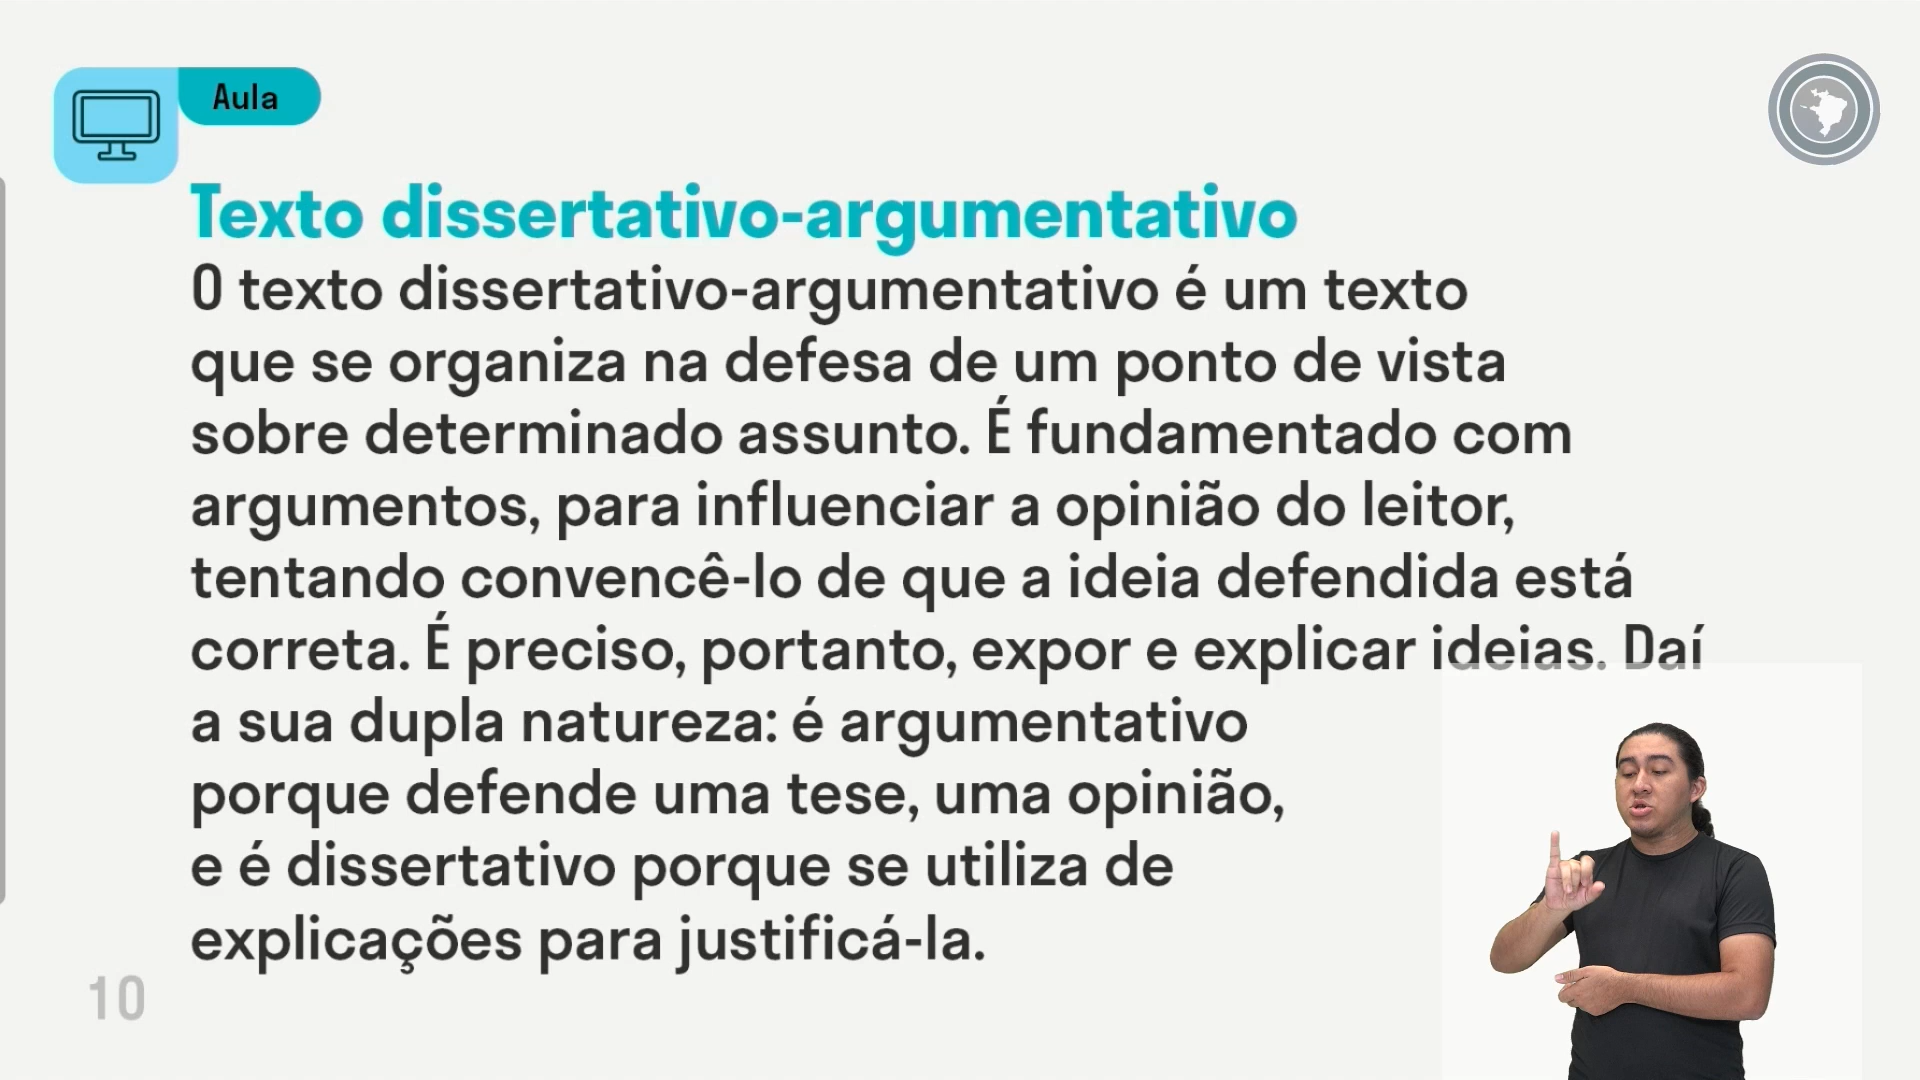 Aula
Texto dissertativo-argumentativo
O texto dissertativo-argumentativo é um texto
que se organiza na defesa de um ponto de vista
sobre determinado assunto. É fundamentado com
argumentos, para influenciar a opinião do leitor,
tentando convencê-lo de que a ideia defendida está
correta. É preciso, portanto, expor e explicar ideias. Daí
a sua dupla natureza: é argumentativo
porque defende uma tese, uma opinião,
e é dissertativo porque se utiliza de
explicações para justificá-la.
10